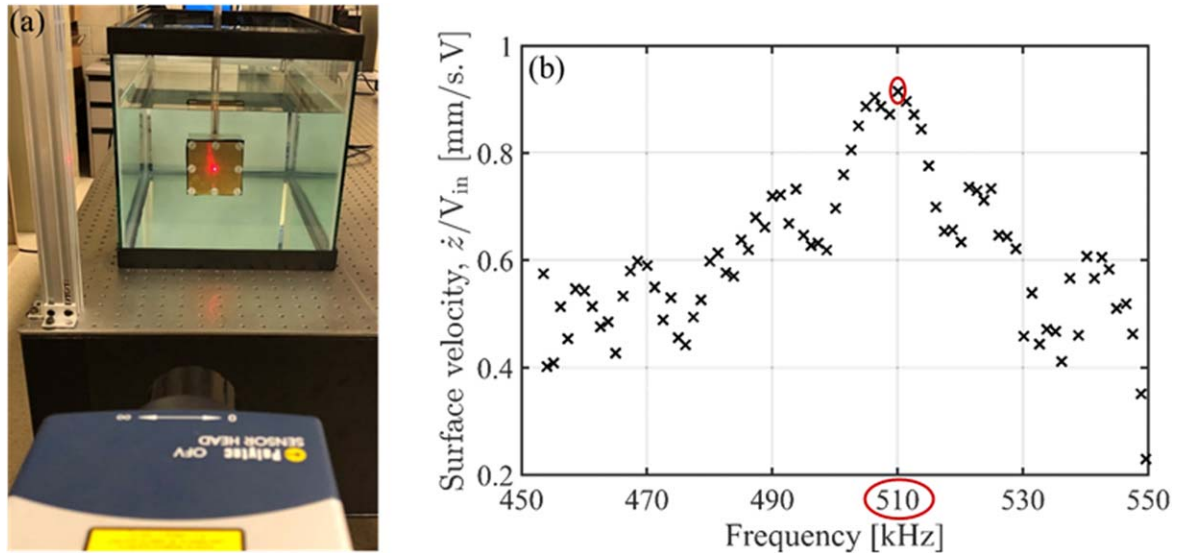 (a)
Polytec OFV
SENSOR HEAD
∞ 0
(b)
Surface velocity, ż/V_in [mm/s.V]
1
0.8
0.6
0.4
0.2
450 470 490 510 530 550
Frequency [kHz]